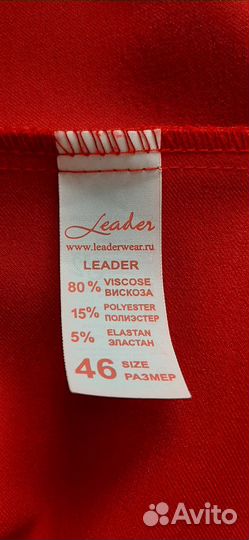 Leader
www.leaderwear.ru
LEADER
80% VISCOSE ВИСКОЗА
15% POLYESTER ПОЛИЭСТЕР
5% ELASTAN ЭЛАСТАН
46 SIZE РАЗМЕР
Avito